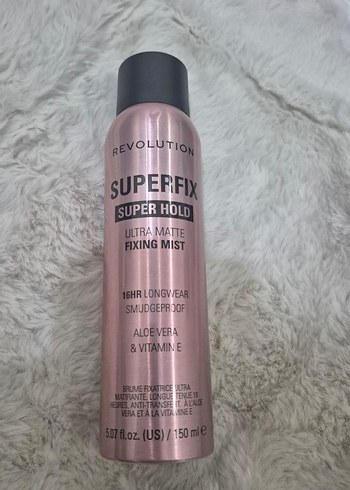 REVOLUTION
SUPERFIX
SUPER HOLD
ULTRA MATTE
FIXING MIST
16HR LONGWEAR
SMUDGEPROOF
ALOE VERA
& VITAMIN E
BRUME FIXATRICE ULTRA
MATIFIANTE, LONGUE TENUE 16
HEURES, ANTI-TRANSFERT, À L'ALOE
VERA ET À LA VITAMINE E
5.07 fl.oz. (US) / 150 ml e